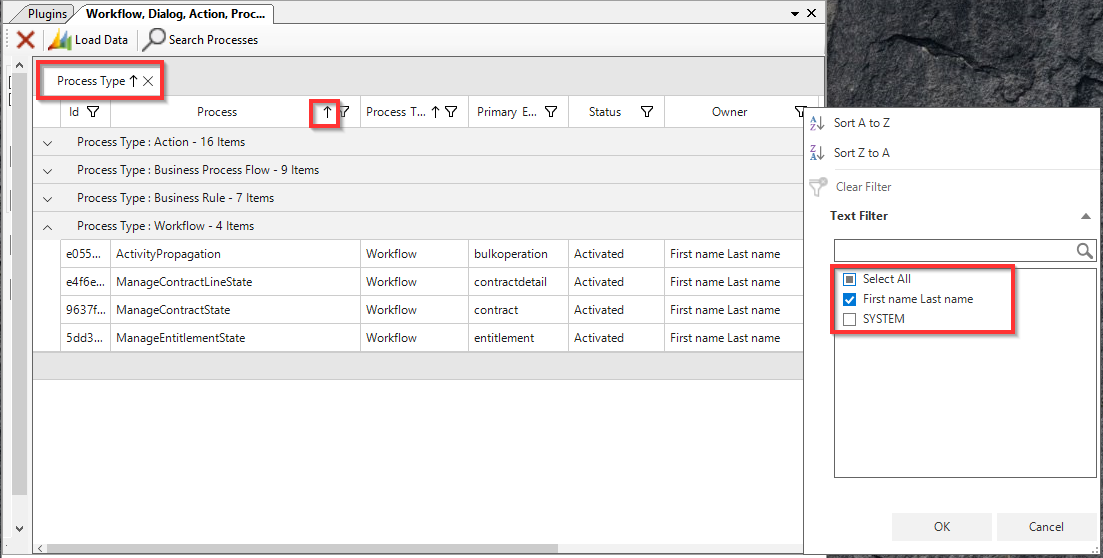 Plugins
Workflow, Dialog, Action, Proc...
Load Data
Search Processes
Process Type
Id
Process
Process T...
Primary E...
Status
Owner
Process Type : Action - 16 Items
Process Type : Business Process Flow - 9 Items
Process Type : Business Rule - 7 Items
Process Type : Workflow - 4 Items
e055... ActivityPropagation Workflow bulkoperation Activated First name Last name
e4f6e... ManageContractLineState Workflow contractdetail Activated First name Last name
9637f... ManageContractState Workflow contract Activated First name Last name
5dd3... ManageEntitlementState Workflow entitlement Activated First name Last name
Sort A to Z
Sort Z to A
Clear Filter
Text Filter
Select All
First name Last name
SYSTEM
OK
Cancel